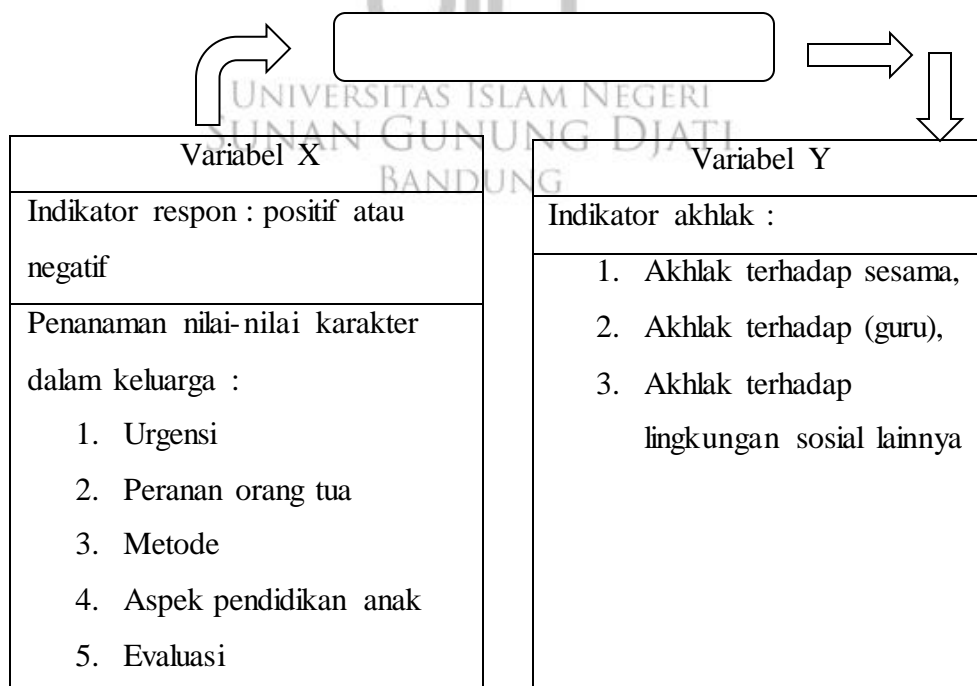 UNIVERSITAS ISLAM NEGERI
SUNAN GUNUNG DJATI
BANDUNG
Variabel X
Indikator respon : positif atau
negatif
Penanaman nilai-nilai karakter
dalam keluarga :
1. Urgensi
2. Peranan orang tua
3. Metode
4. Aspek pendidikan anak
5. Evaluasi
Variabel Y
Indikator akhlak :
1. Akhlak terhadap sesama,
2. Akhlak terhadap (guru),
3. Akhlak terhadap
lingkungan sosial lainnya